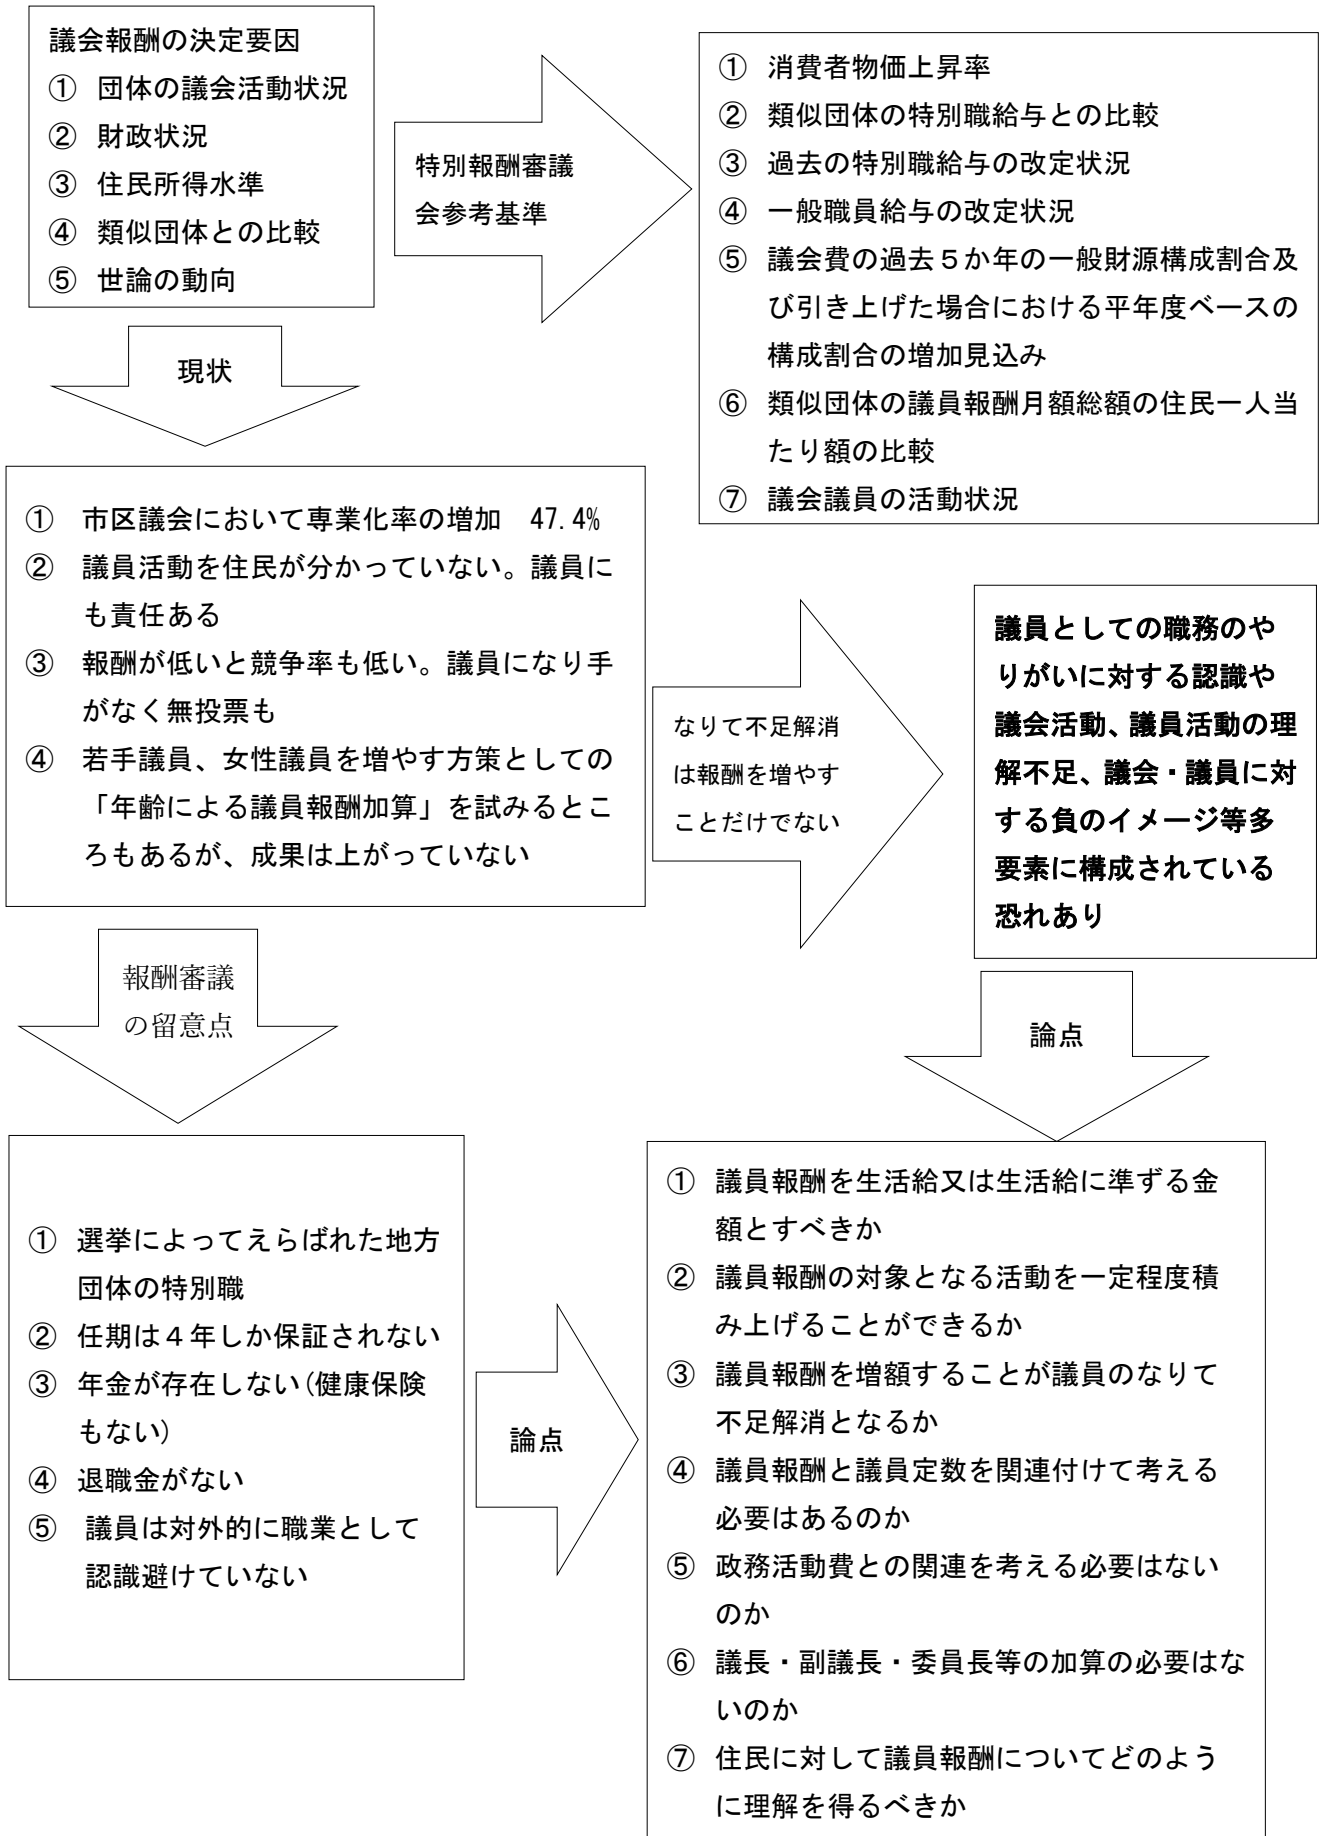 議会報酬の決定要因
① 団体の議会活動状況
② 財政状況
③ 住民所得水準
④ 類似団体との比較
⑤ 世論の動向
特別報酬審議
会参考基準
① 消費者物価上昇率
② 類似団体の特別職給与との比較
③ 過去の特別職給与の改定状況
④ 一般職員給与の改定状況
⑤ 議会費の過去５か年の一般財源構成割合及
び引き上げた場合における平年度ベースの
構成割合の増加見込み
⑥ 類似団体の議員報酬月額総額の住民一人当
たり額の比較
⑦ 議会議員の活動状況
現状
① 市区議会において専業化率の増加 47.4%
② 議員活動を住民が分かっていない。議員に
も責任ある
③ 報酬が低いと競争率も低い。議員になり手
がなく無投票も
④ 若手議員、女性議員を増やす方策としての
「年齢による議員報酬加算」を試みるとこ
ろもあるが、成果は上がっていない
なりて不足解消
は報酬を増やす
ことだけでない
議員としての職務のや
りがいに対する認識や
議会活動、議員活動の理
解不足、議会・議員に対
する負のイメージ等多
要素に構成されている
恐れあり
報酬審議
の留意点
論点
① 選挙によってえらばれた地方
団体の特別職
② 任期は４年しか保証されない
③ 年金が存在しない(健康保険
もない)
④ 退職金がない
⑤ 議員は対外的に職業として
認識避けていない
論点
① 議員報酬を生活給又は生活給に準ずる金
額とすべきか
② 議員報酬の対象となる活動を一定程度積
み上げることができるか
③ 議員報酬を増額することが議員のなりて
不足解消となるか
④ 議員報酬と議員定数を関連付けて考える
必要はあるのか
⑤ 政務活動費との関連を考える必要はない
のか
⑥ 議長・副議長・委員長等の加算の必要はな
いのか
⑦ 住民に対して議員報酬についてどのよう
に理解を得るべきか